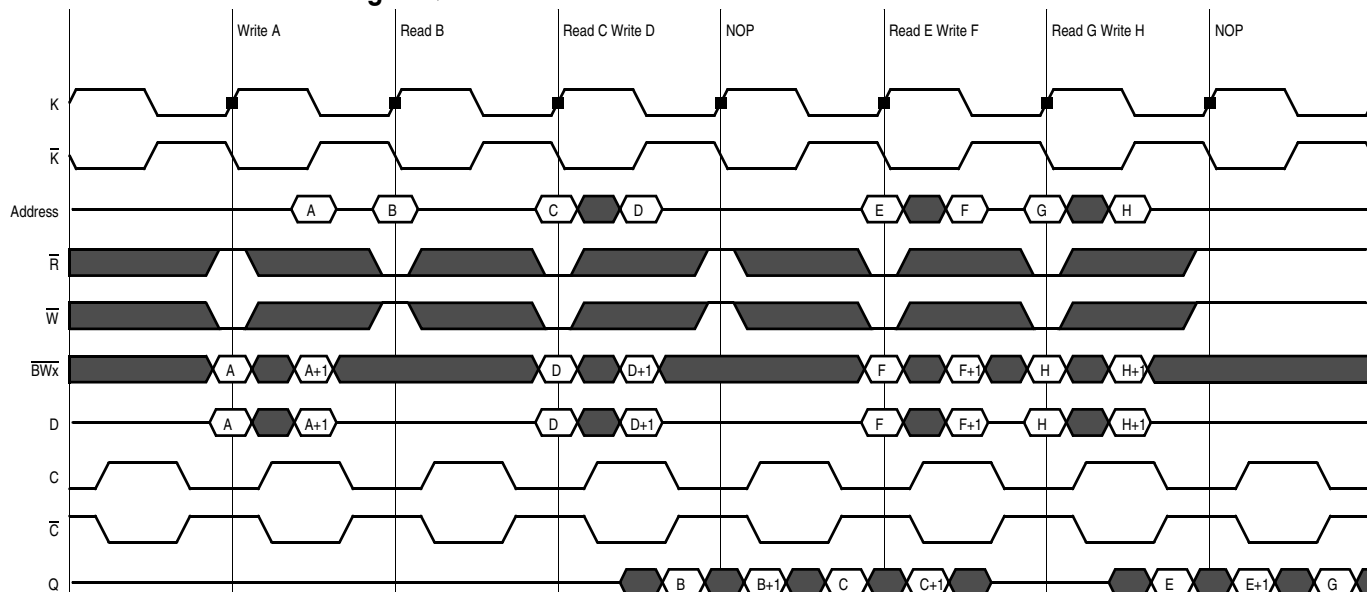 Write A Read B Read C Write D NOP Read E Write F Read G Write H NOP
K
K̅
Address A B C D E F G H
R̅
W̅
B̅W̅x̅ A A+1 D D+1 F F+1 H H+1
D A A+1 D D+1 F F+1 H H+1
C
C̅
Q B B+1 C C+1 E E+1 G